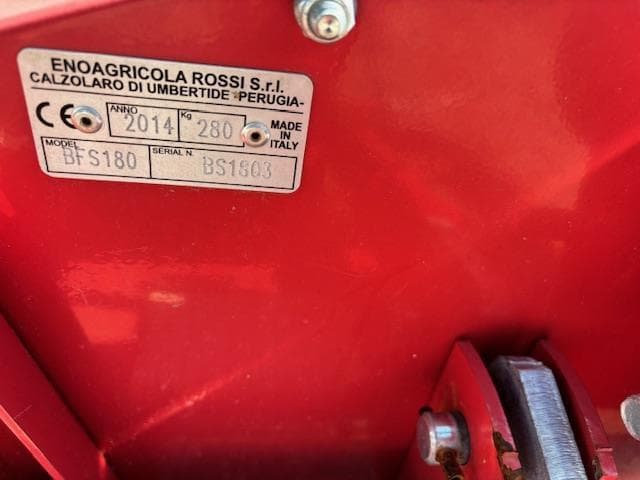 ENOAGRICOLA ROSSI S.r.l.
CALZOLARO DI UMBERTIDE -PERUGIA-
CE ANNO 2014 Kg 280 MADE IN ITALY
MODEL BFS180 SERIAL N. BS1803